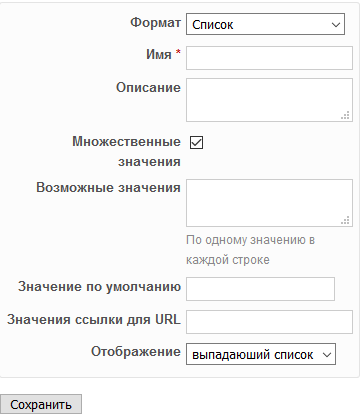 Формат Список
Имя *
Описание
Множественные
значения
Возможные значения
По одному значению в
каждой строке
Значение по умолчанию
Значения ссылки для URL
Отображение выпадаюший список
Сохранить